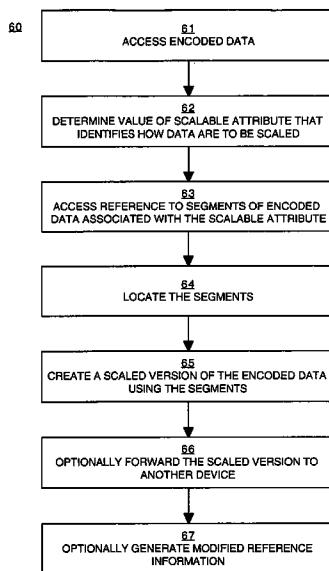 60
61
ACCESS ENCODED DATA
62
DETERMINE VALUE OF SCALABLE ATTRIBUTE THAT
IDENTIFIES HOW DATA ARE TO BE SCALED
63
ACCESS REFERENCE TO SEGMENTS OF ENCODED
DATA ASSOCIATED WITH THE SCALABLE ATTRIBUTE
64
LOCATE THE SEGMENTS
65
CREATE A SCALED VERSION OF THE ENCODED DATA
USING THE SEGMENTS
66
OPTIONALLY FORWARD THE SCALED VERSION TO
ANOTHER DEVICE
67
OPTIONALLY GENERATE MODIFIED REFERENCE
INFORMATION